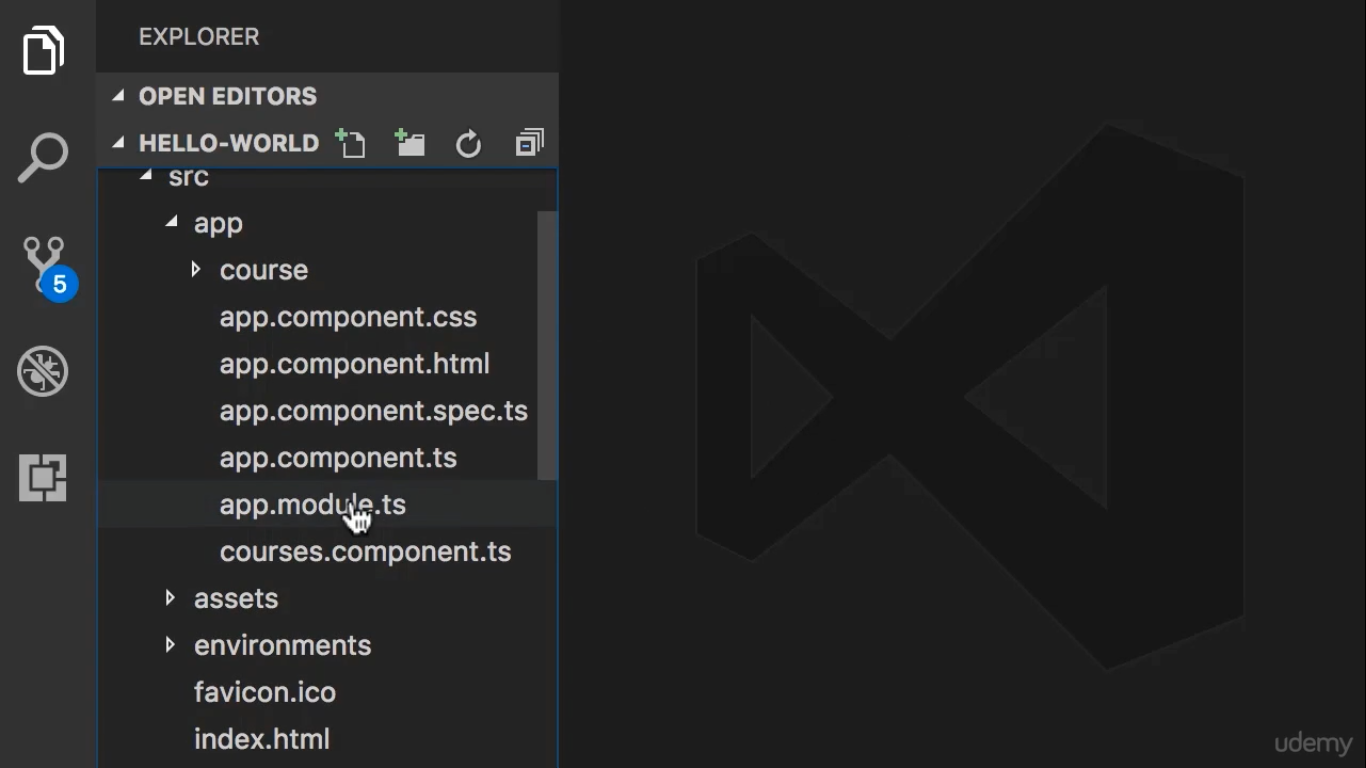 EXPLORER
OPEN EDITORS
HELLO-WORLD
src
app
course
app.component.css
app.component.html
app.component.spec.ts
app.component.ts
app.module.ts
courses.component.ts
assets
environments
favicon.ico
index.html
5
udemy